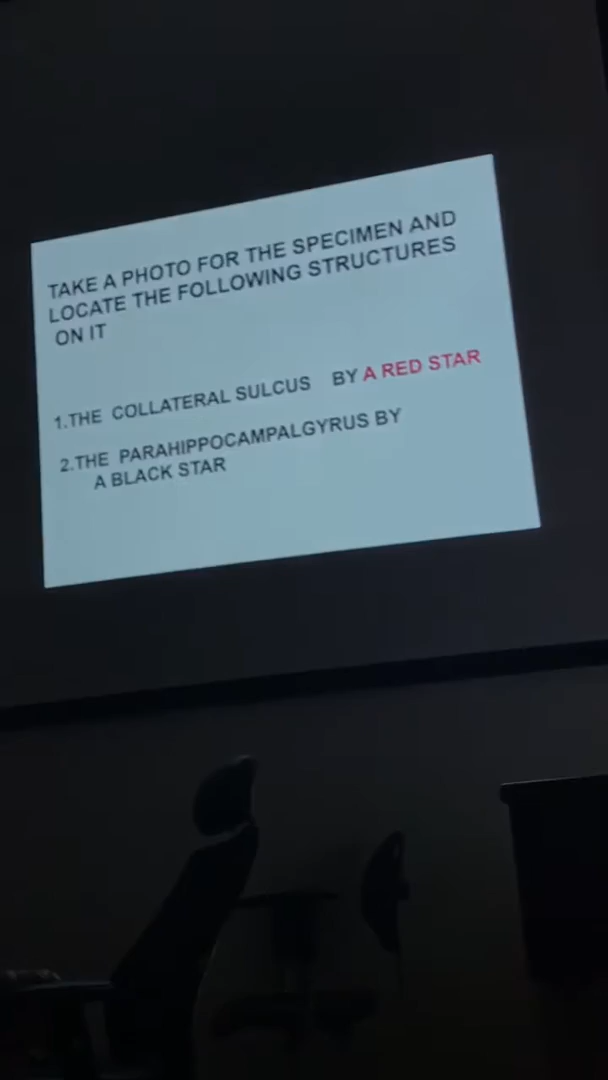 TAKE A PHOTO FOR THE SPECIMEN AND
LOCATE THE FOLLOWING STRUCTURES
ON IT
1.THE COLLATERAL SULCUS BY A RED STAR
2.THE PARAHIPPOCAMPALGYRUS BY
A BLACK STAR